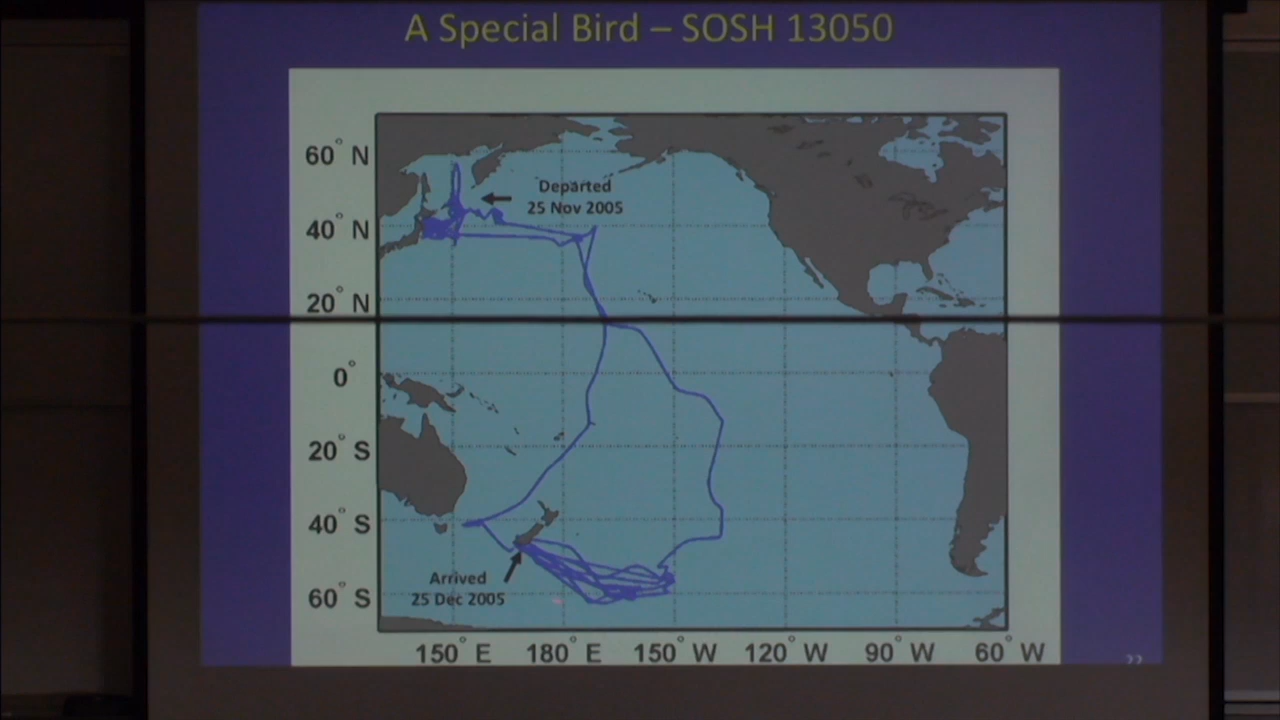 A Special Bird – SOSH 13050
60° N
Departed
25 Nov 2005
40° N
20° N
0°
20° S
40° S
Arrived
25 Dec 2005
60° S
150° E 180° E 150° W 120° W 90° W 60° W
22